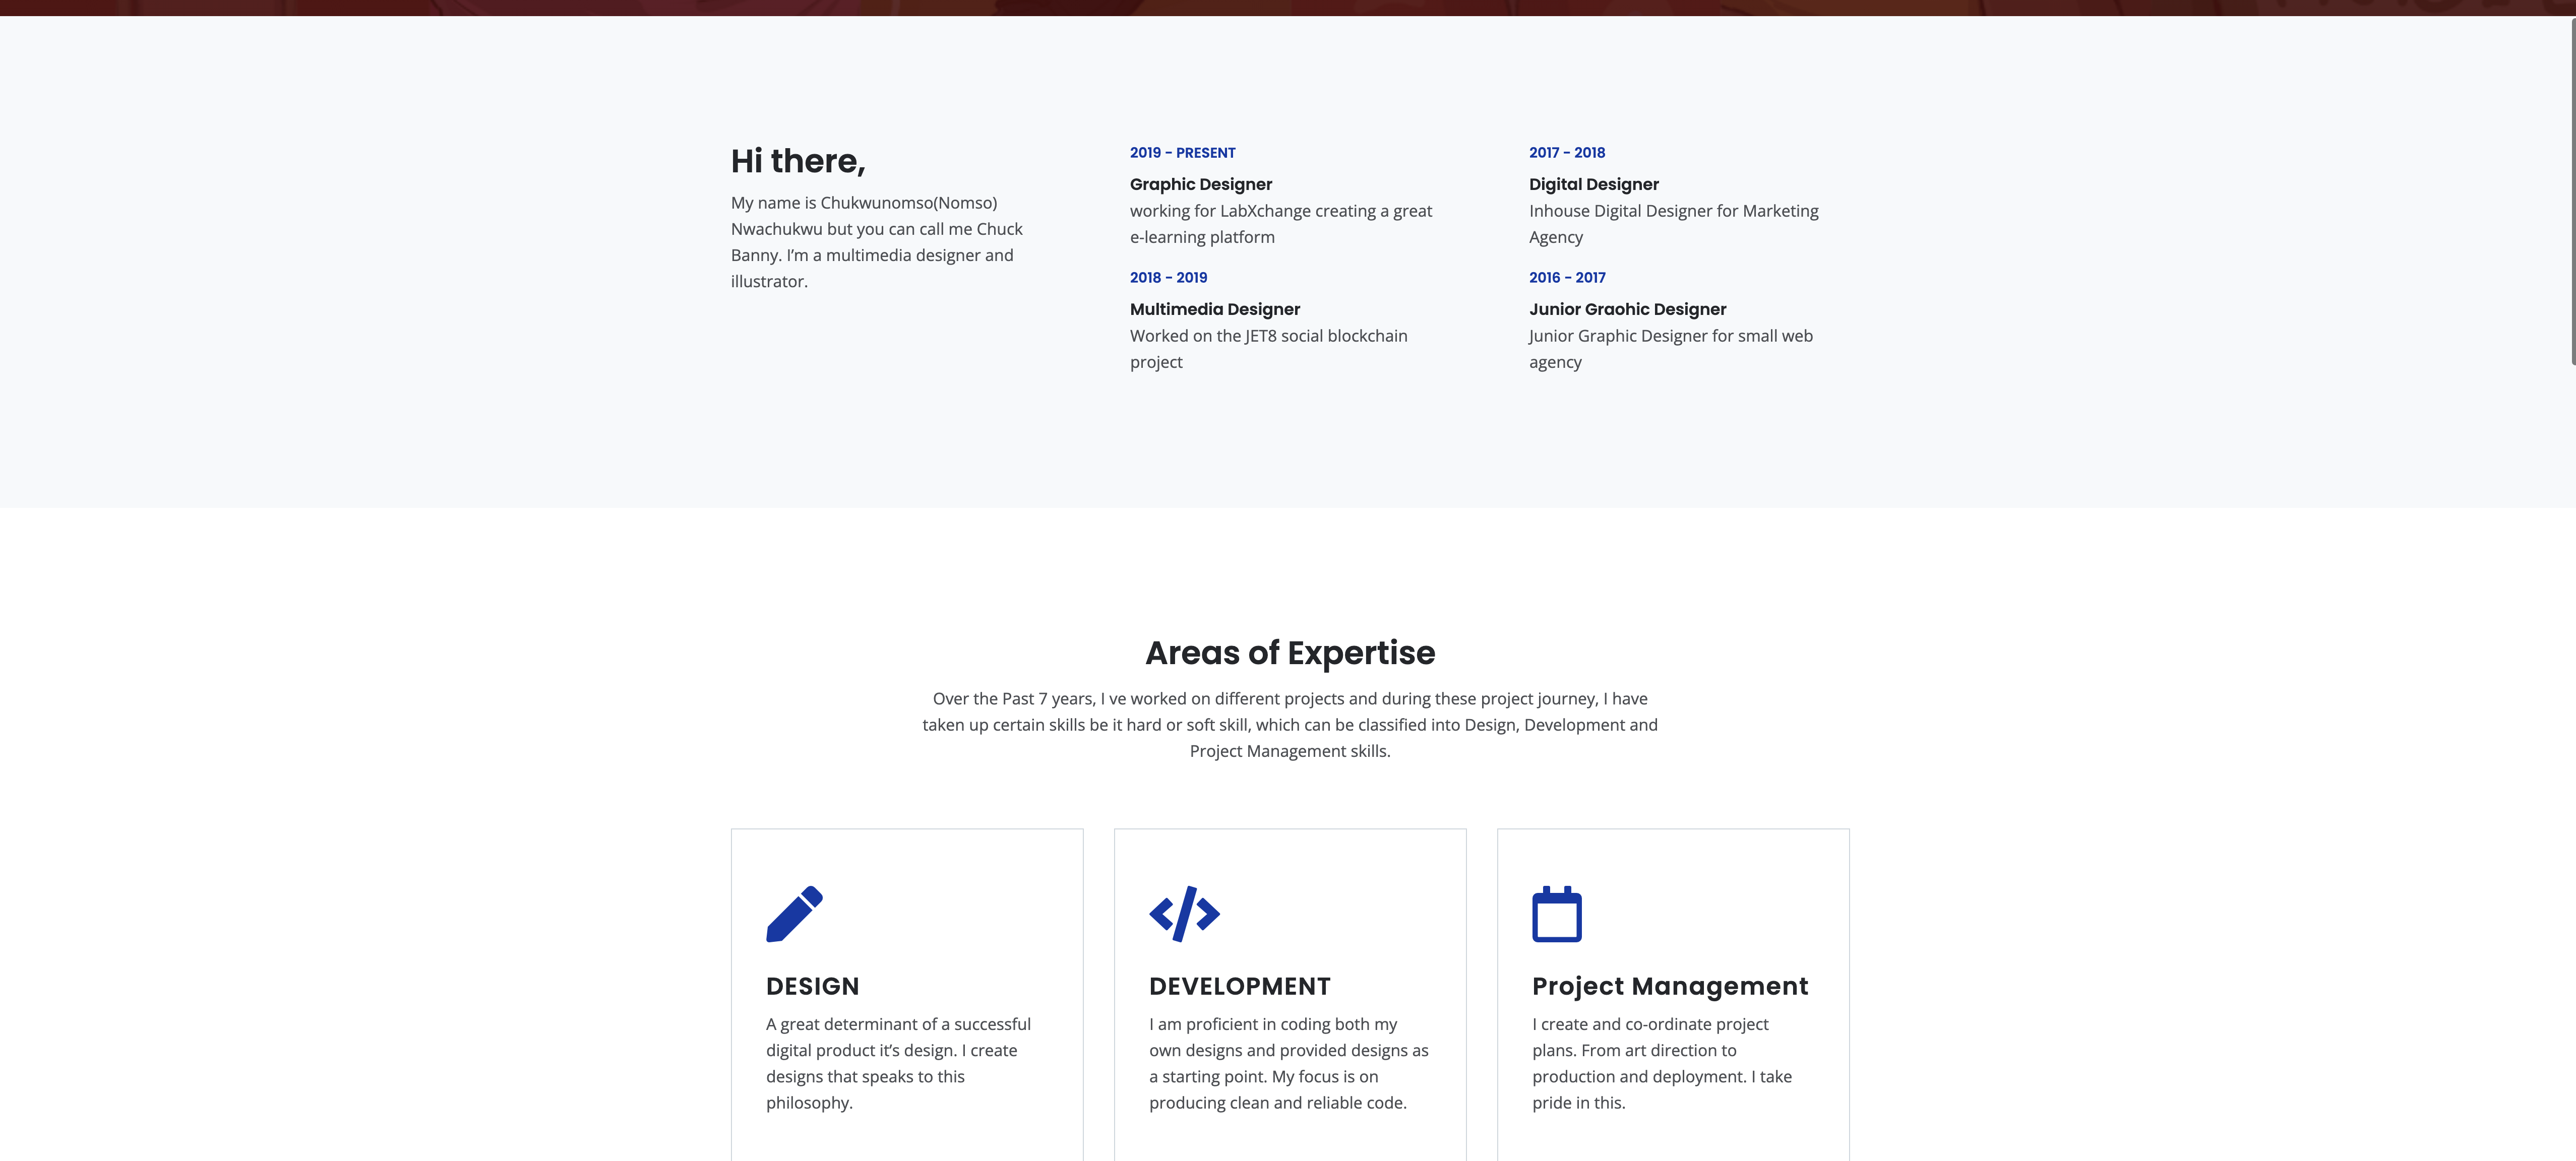 Hi there,
My name is Chukwunomso(Nomso)
Nwachukwu but you can call me Chuck
Banny. I’m a multimedia designer and
illustrator.
2019 - PRESENT
Graphic Designer
working for LabXchange creating a great
e-learning platform
2018 - 2019
Multimedia Designer
Worked on the JET8 social blockchain
project
2017 - 2018
Digital Designer
Inhouse Digital Designer for Marketing
Agency
2016 - 2017
Junior Graohic Designer
Junior Graphic Designer for small web
agency
Areas of Expertise
Over the Past 7 years, I ve worked on different projects and during these project journey, I have
taken up certain skills be it hard or soft skill, which can be classified into Design, Development and
Project Management skills.
DESIGN
A great determinant of a successful
digital product it’s design. I create
designs that speaks to this
philosophy.
DEVELOPMENT
I am proficient in coding both my
own designs and provided designs as
a starting point. My focus is on
producing clean and reliable code.
Project Management
I create and co-ordinate project
plans. From art direction to
production and deployment. I take
pride in this.